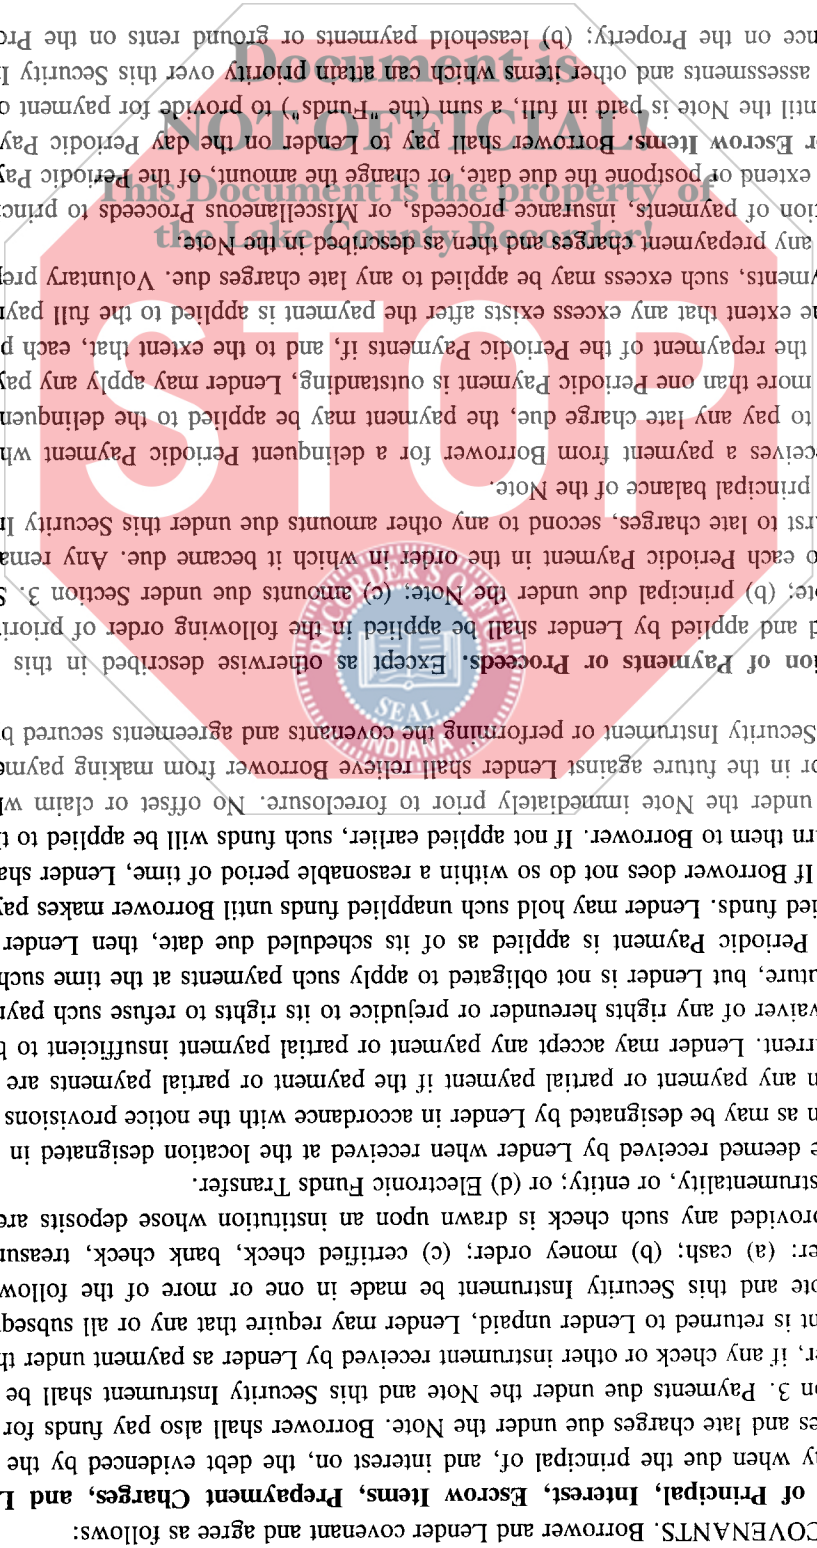 COVENANTS. Borrower and Lender covenant and agree as follows:
of Principal, Interest, Escrow Items, Prepayment Charges, and L
y when due the principal of, and interest on, the debt evidenced by the
es and late charges due under the Note. Borrower shall also pay funds for
on 3. Payments due under the Note and this Security Instrument shall be
er, if any check or other instrument received by Lender as payment under th
nt is returned to Lender unpaid, Lender may require that any or all subseq
ote and this Security Instrument be made in one or more of the follow
er: (a) cash; (b) money order; (c) certified check, bank check, treasu
provided any such check is drawn upon an institution whose deposits are
strumentality, or entity; or (d) Electronic Funds Transfer.
e deemed received by Lender when received at the location designated in
n as may be designated by Lender in accordance with the notice provisions
n any payment or partial payment if the payment or partial payments are
rrent. Lender may accept any payment or partial payment insufficient to b
waiver of any rights hereunder or prejudice to its rights to refuse such paym
uture, but Lender is not obligated to apply such payments at the time such
Periodic Payment is applied as of its scheduled due date, then Lender
ied funds. Lender may hold such unapplied funds until Borrower makes pay
If Borrower does not do so within a reasonable period of time, Lender sha
urn them to Borrower. If not applied earlier, such funds will be applied to th
under the Note immediately prior to foreclosure. No offset or claim wh
or in the future against Lender shall relieve Borrower from making payme
Security Instrument or performing the covenants and agreements secured b
ion of Payments or Proceeds. Except as otherwise described in this
d and applied by Lender shall be applied in the following order of priorit
ote; (b) principal due under the Note; (c) amounts due under Section 3. S
o each Periodic Payment in the order in which it became due. Any rema
rst to late charges, second to any other amounts due under this Security In
principal balance of the Note.
ceives a payment from Borrower for a delinquent Periodic Payment wh
to pay any late charge due, the payment may be applied to the delinquen
more than one Periodic Payment is outstanding, Lender may apply any pay
the repayment of the Periodic Payments if, and to the extent that, each p
he extent that any excess exists after the payment is applied to the full paym
yments, such excess may be applied to any late charges due. Voluntary prep
any prepayment charges and then as described in the Note.
tion of payments, insurance proceeds, or Miscellaneous Proceeds to princ
extend or postpone the due date, or change the amount, of the Periodic Pay
r Escrow Items. Borrower shall pay to Lender on the day Periodic Pay
until the Note is paid in full, a sum (the "Funds") to provide for payment o
assessments and other items which can attain priority over this Security I
nce on the Property; (b) leasehold payments or ground rents on the Pro
Document is
NOT OFFICIAL!
This Document is the property of
the Lake County Recorder!
STOP
RECORDER'S OFFICE
SEAL
INDIANA